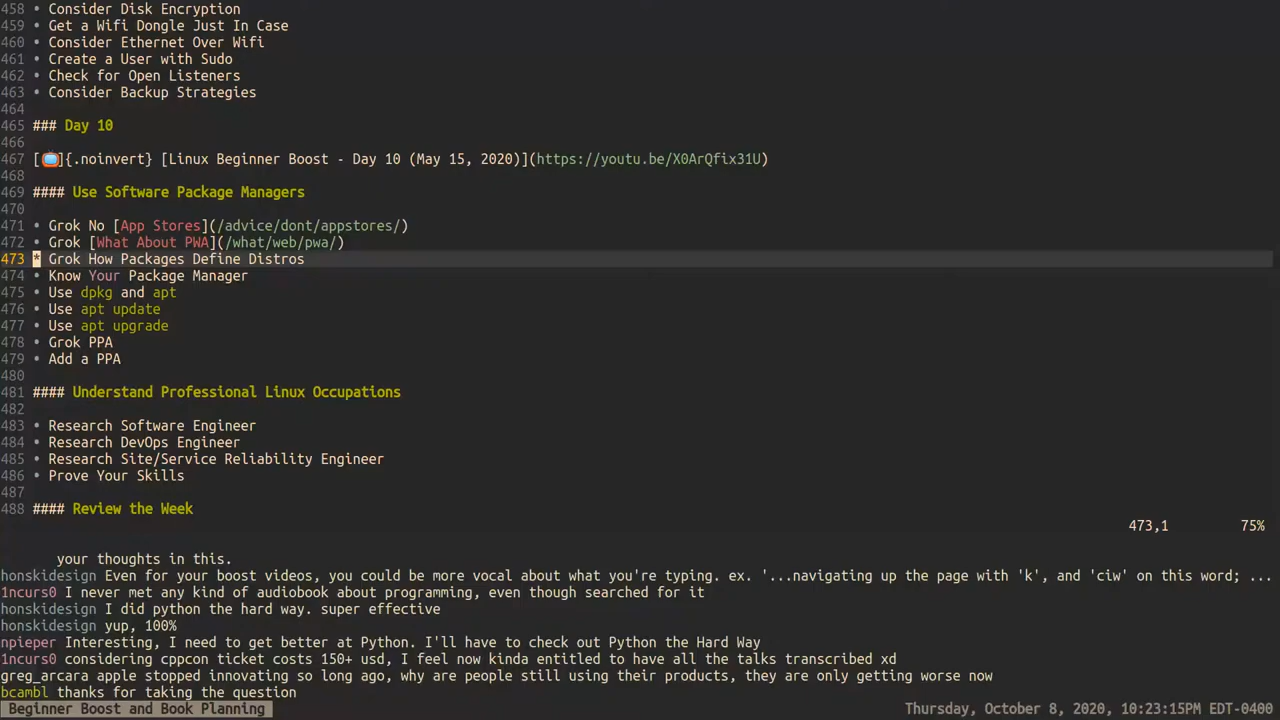 458 • Consider Disk Encryption
459 • Get a Wifi Dongle Just In Case
460 • Consider Ethernet Over Wifi
461 • Create a User with Sudo
462 • Check for Open Listeners
463 • Consider Backup Strategies
464
465 ### Day 10
466
467 [📺]{.noinvert} [Linux Beginner Boost - Day 10 (May 15, 2020)](https://youtu.be/X0ArQfix31U)
468
469 #### Use Software Package Managers
470
471 • Grok No [App Stores](/advice/dont/appstores/)
472 • Grok [What About PWA](/what/web/pwa/)
473 * Grok How Packages Define Distros
474 • Know Your Package Manager
475 • Use dpkg and apt
476 • Use apt update
477 • Use apt upgrade
478 • Grok PPA
479 • Add a PPA
480
481 #### Understand Professional Linux Occupations
482
483 • Research Software Engineer
484 • Research DevOps Engineer
485 • Research Site/Service Reliability Engineer
486 • Prove Your Skills
487
488 #### Review the Week
473,1 75%
your thoughts in this.
honskidesign Even for your boost videos, you could be more vocal about what you're typing. ex. '...navigating up the page with 'k', and 'ciw' on this word; ...
1ncurs0 I never met any kind of audiobook about programming, even though searched for it
honskidesign I did python the hard way. super effective
honskidesign yup, 100%
npieper Interesting, I need to get better at Python. I'll have to check out Python the Hard Way
1ncurs0 considering cppcon ticket costs 150+ usd, I feel now kinda entitled to have all the talks transcribed xd
greg_arcara apple stopped innovating so long ago, why are people still using their products, they are only getting worse now
bcambl thanks for taking the question
Beginner Boost and Book Planning Thursday, October 8, 2020, 10:23:15PM EDT-0400